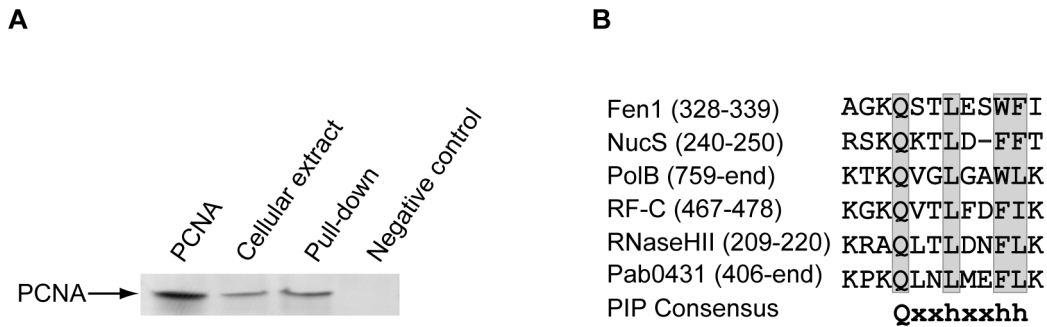 A
B
PCNA
Cellular extract
Pull-down
Negative control
PCNA
Fen1 (328-339) AGKQSTLESWFI
NucS (240-250) RSKQKTLD-FFT
PolB (759-end) KTKQVGLGAWLK
RF-C (467-478) KGKQVTLFDFIK
RNaseHII (209-220) KRAQLTLDNFLK
Pab0431 (406-end) KPKQLNLMEFLK
PIP Consensus Qxxhxxhh